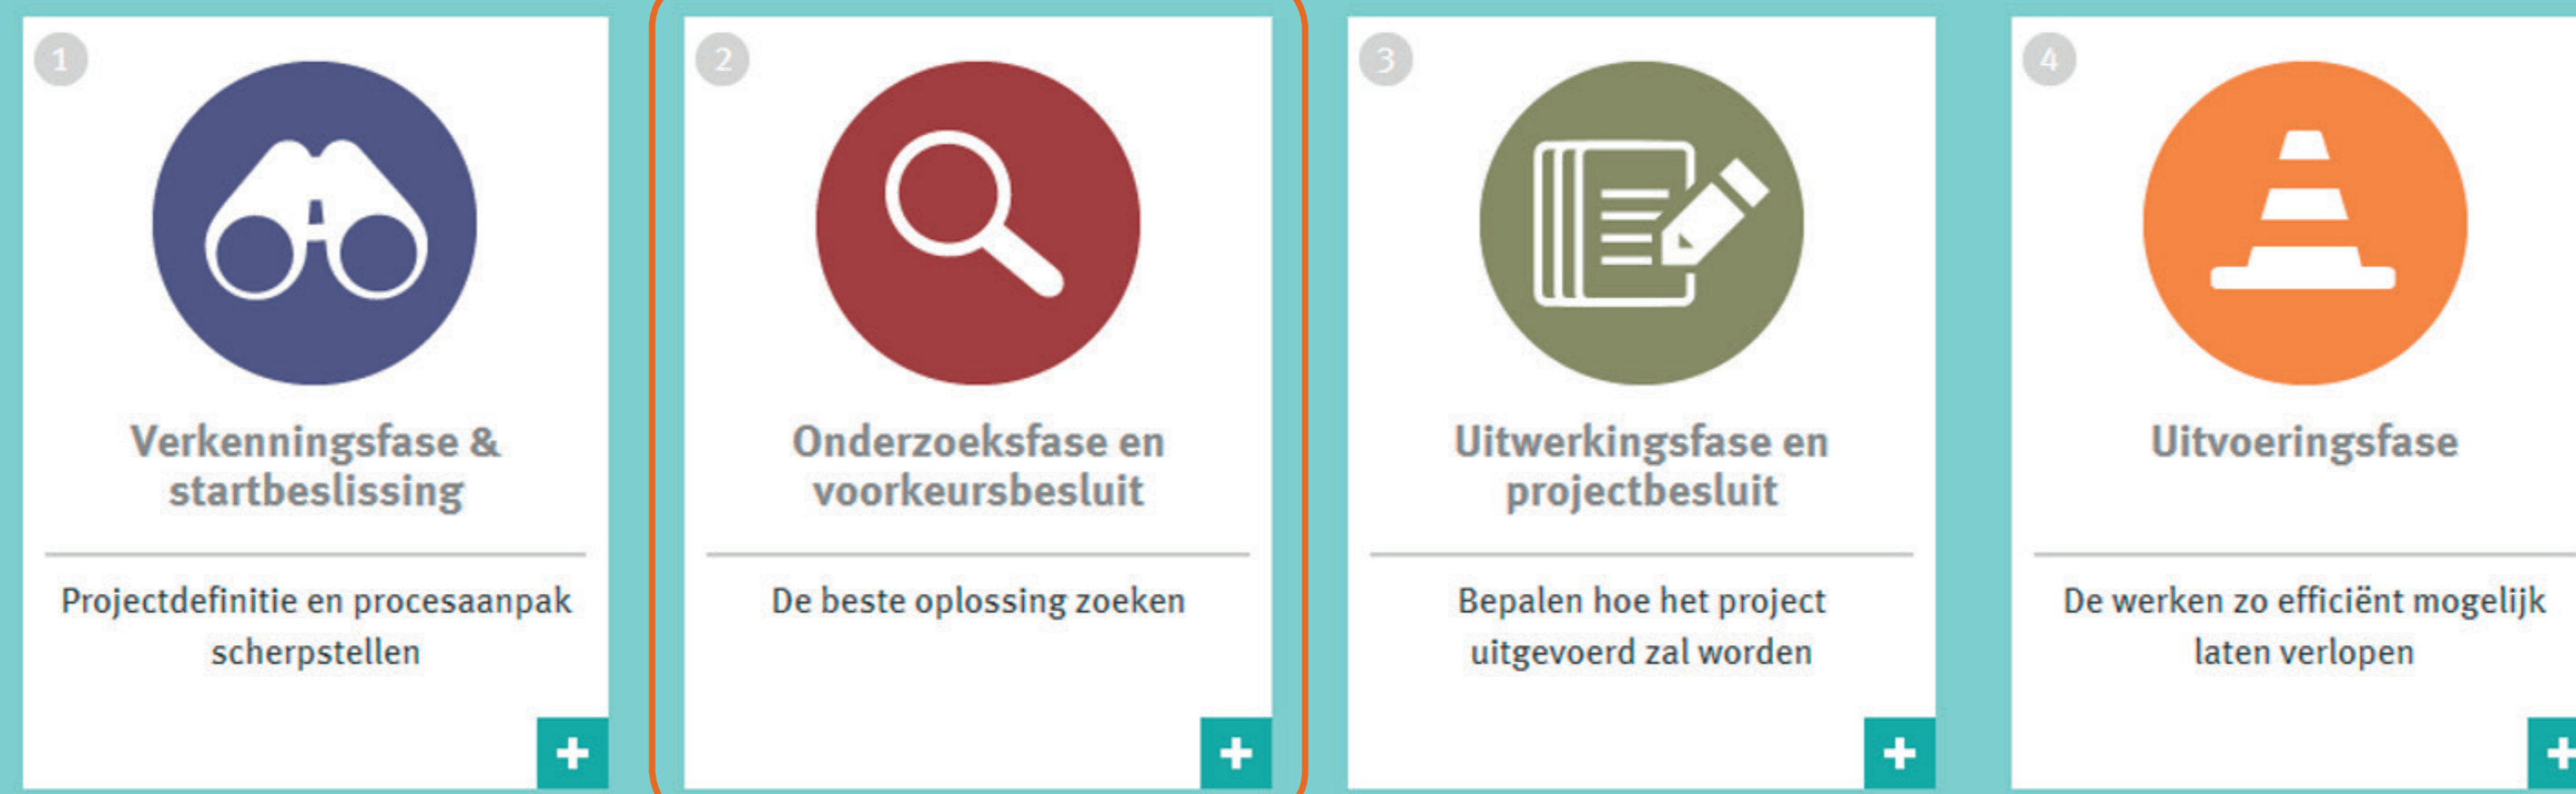 1
Verkenningsfase &
startbeslissing
Projectdefinitie en procesaanpak
scherpstellen
2
Onderzoeksfase en
voorkeursbesluit
De beste oplossing zoeken
3
Uitwerkingsfase en
projectbesluit
Bepalen hoe het project
uitgevoerd zal worden
4
Uitvoeringsfase
De werken zo efficiënt mogelijk
laten verlopen